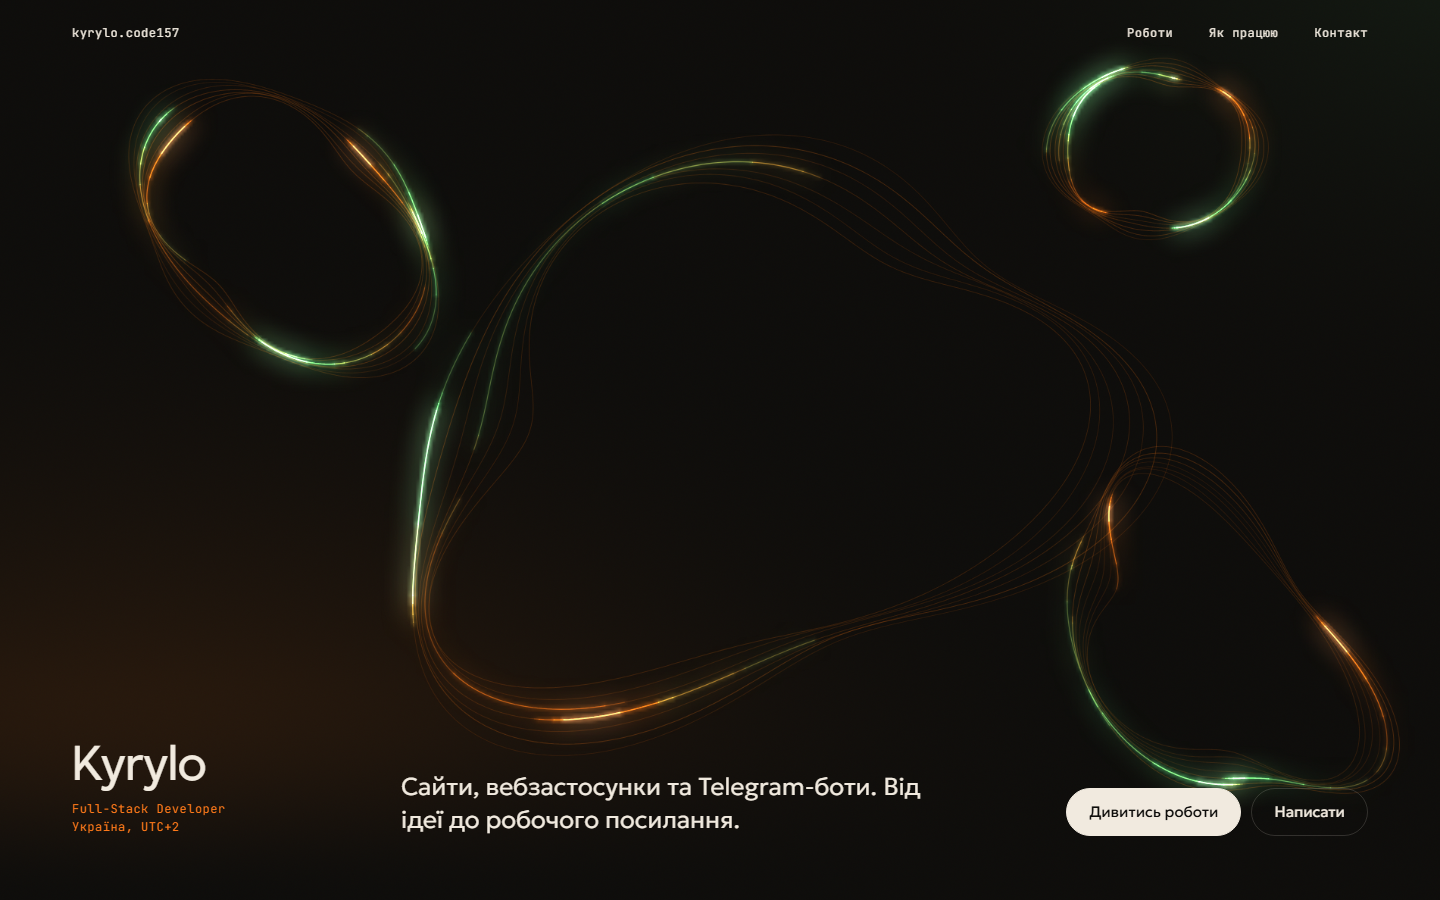 kyrylo.code157
Роботи
Як працюю
Контакт
Kyrylo
Full-Stack Developer
Україна, UTC+2
Сайти, вебзастосунки та Telegram-боти. Від
ідеї до робочого посилання.
Дивитись роботи
Написати